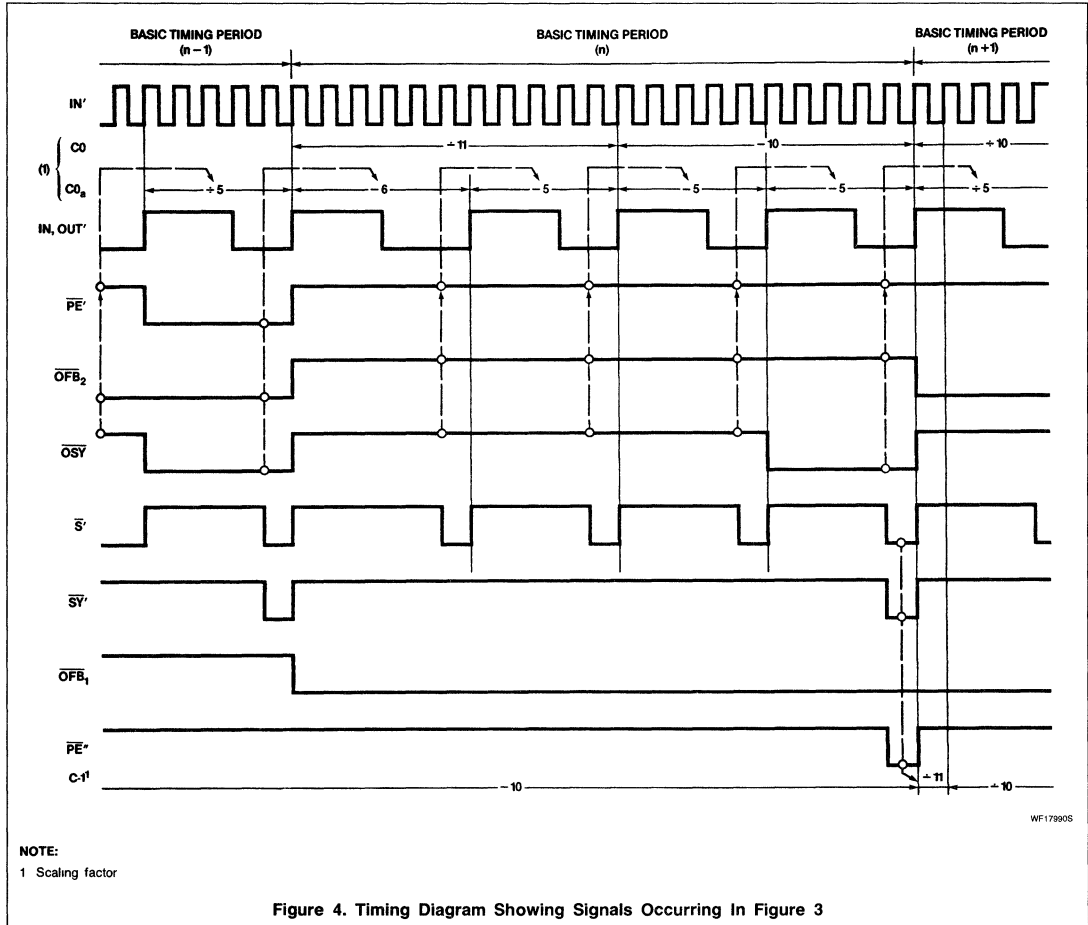 BASIC TIMING PERIOD
(n − 1)
BASIC TIMING PERIOD
(n)
BASIC TIMING PERIOD
(n+1)
IN'
(1)
C0
÷11
10
÷10
C0a
÷5
6
5
5
5
÷5
IN, OUT'
PE'
OFB2
OSY
S'
SY'
OFB1
PE"
C-1¹
−10
÷11
÷10
WF17990S
NOTE:
1 Scaling factor
Figure 4. Timing Diagram Showing Signals Occurring In Figure 3